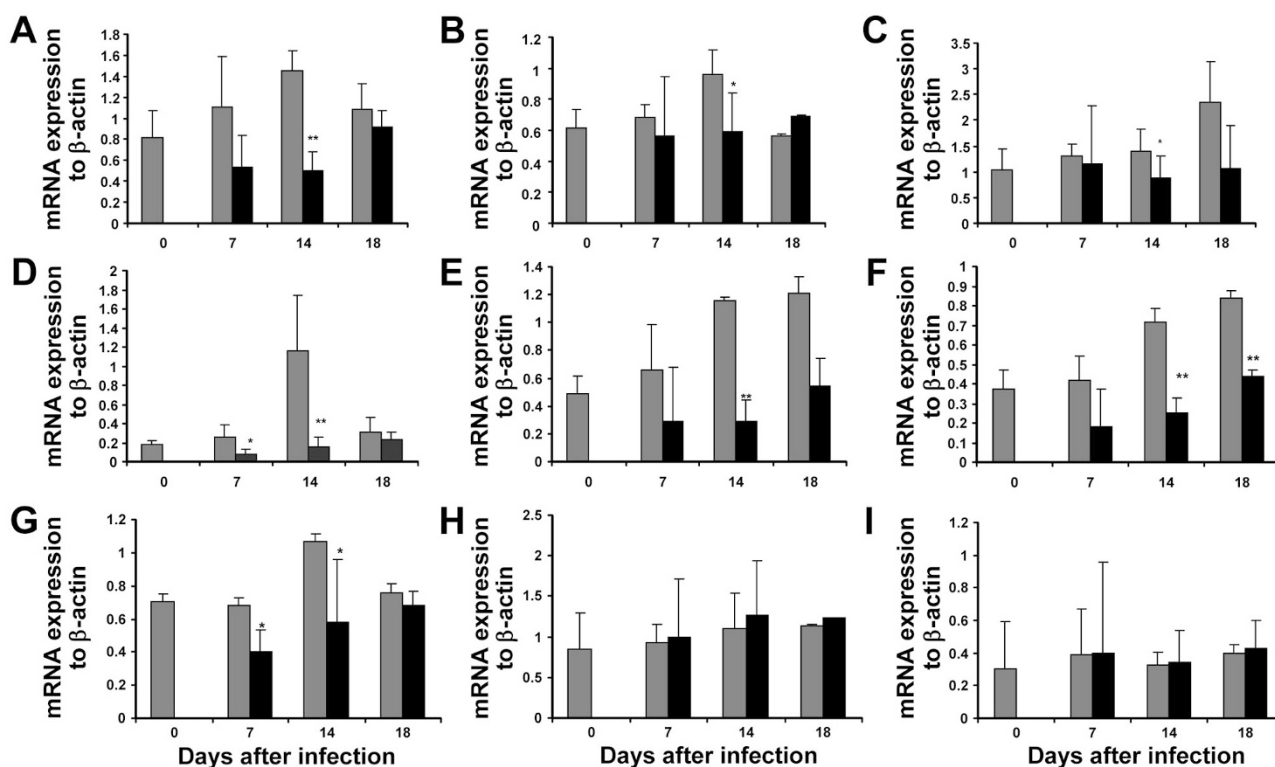 A
mRNA expression
to β-actin
1.8
1.6
1.4
1.2
1
0.8
0.6
0.4
0.2
0
0 7 14 18
**
B
mRNA expression
to β-actin
1.2
1
0.8
0.6
0.4
0.2
0
0 7 14 18
*
C
mRNA expression
to β-actin
3.5
3
2.5
2
1.5
1
0.5
0
0 7 14 18
*
D
mRNA expression
to β-actin
2
1.8
1.6
1.4
1.2
1
0.8
0.6
0.4
0.2
0
0 7 14 18
* **
E
mRNA expression
to β-actin
1.4
1.2
1
0.8
0.6
0.4
0.2
0
0 7 14 18
**
F
mRNA expression
to β-actin
1
0.9
0.8
0.7
0.6
0.5
0.4
0.3
0.2
0.1
0
0 7 14 18
** **
G
mRNA expression
to β-actin
1.2
1
0.8
0.6
0.4
0.2
0
0 7 14 18
* *
Days after infection
H
mRNA expression
to β-actin
2.5
2
1.5
1
0.5
0
0 7 14 18
Days after infection
I
mRNA expression
to β-actin
1.2
1
0.8
0.6
0.4
0.2
0
0 7 14 18
Days after infection